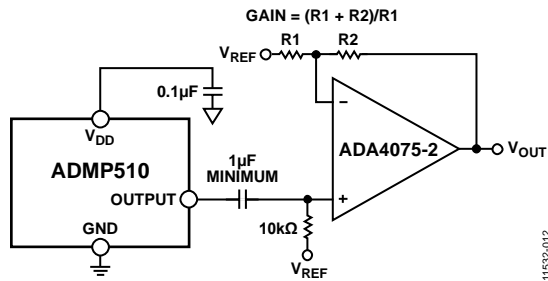 GAIN = (R1 + R2)/R1
R1
R2
VREF
0.1µF
VDD
−
ADMP510
ADA4075-2
VOUT
1µF
MINIMUM
OUTPUT
+
GND
10kΩ
VREF
11532-012